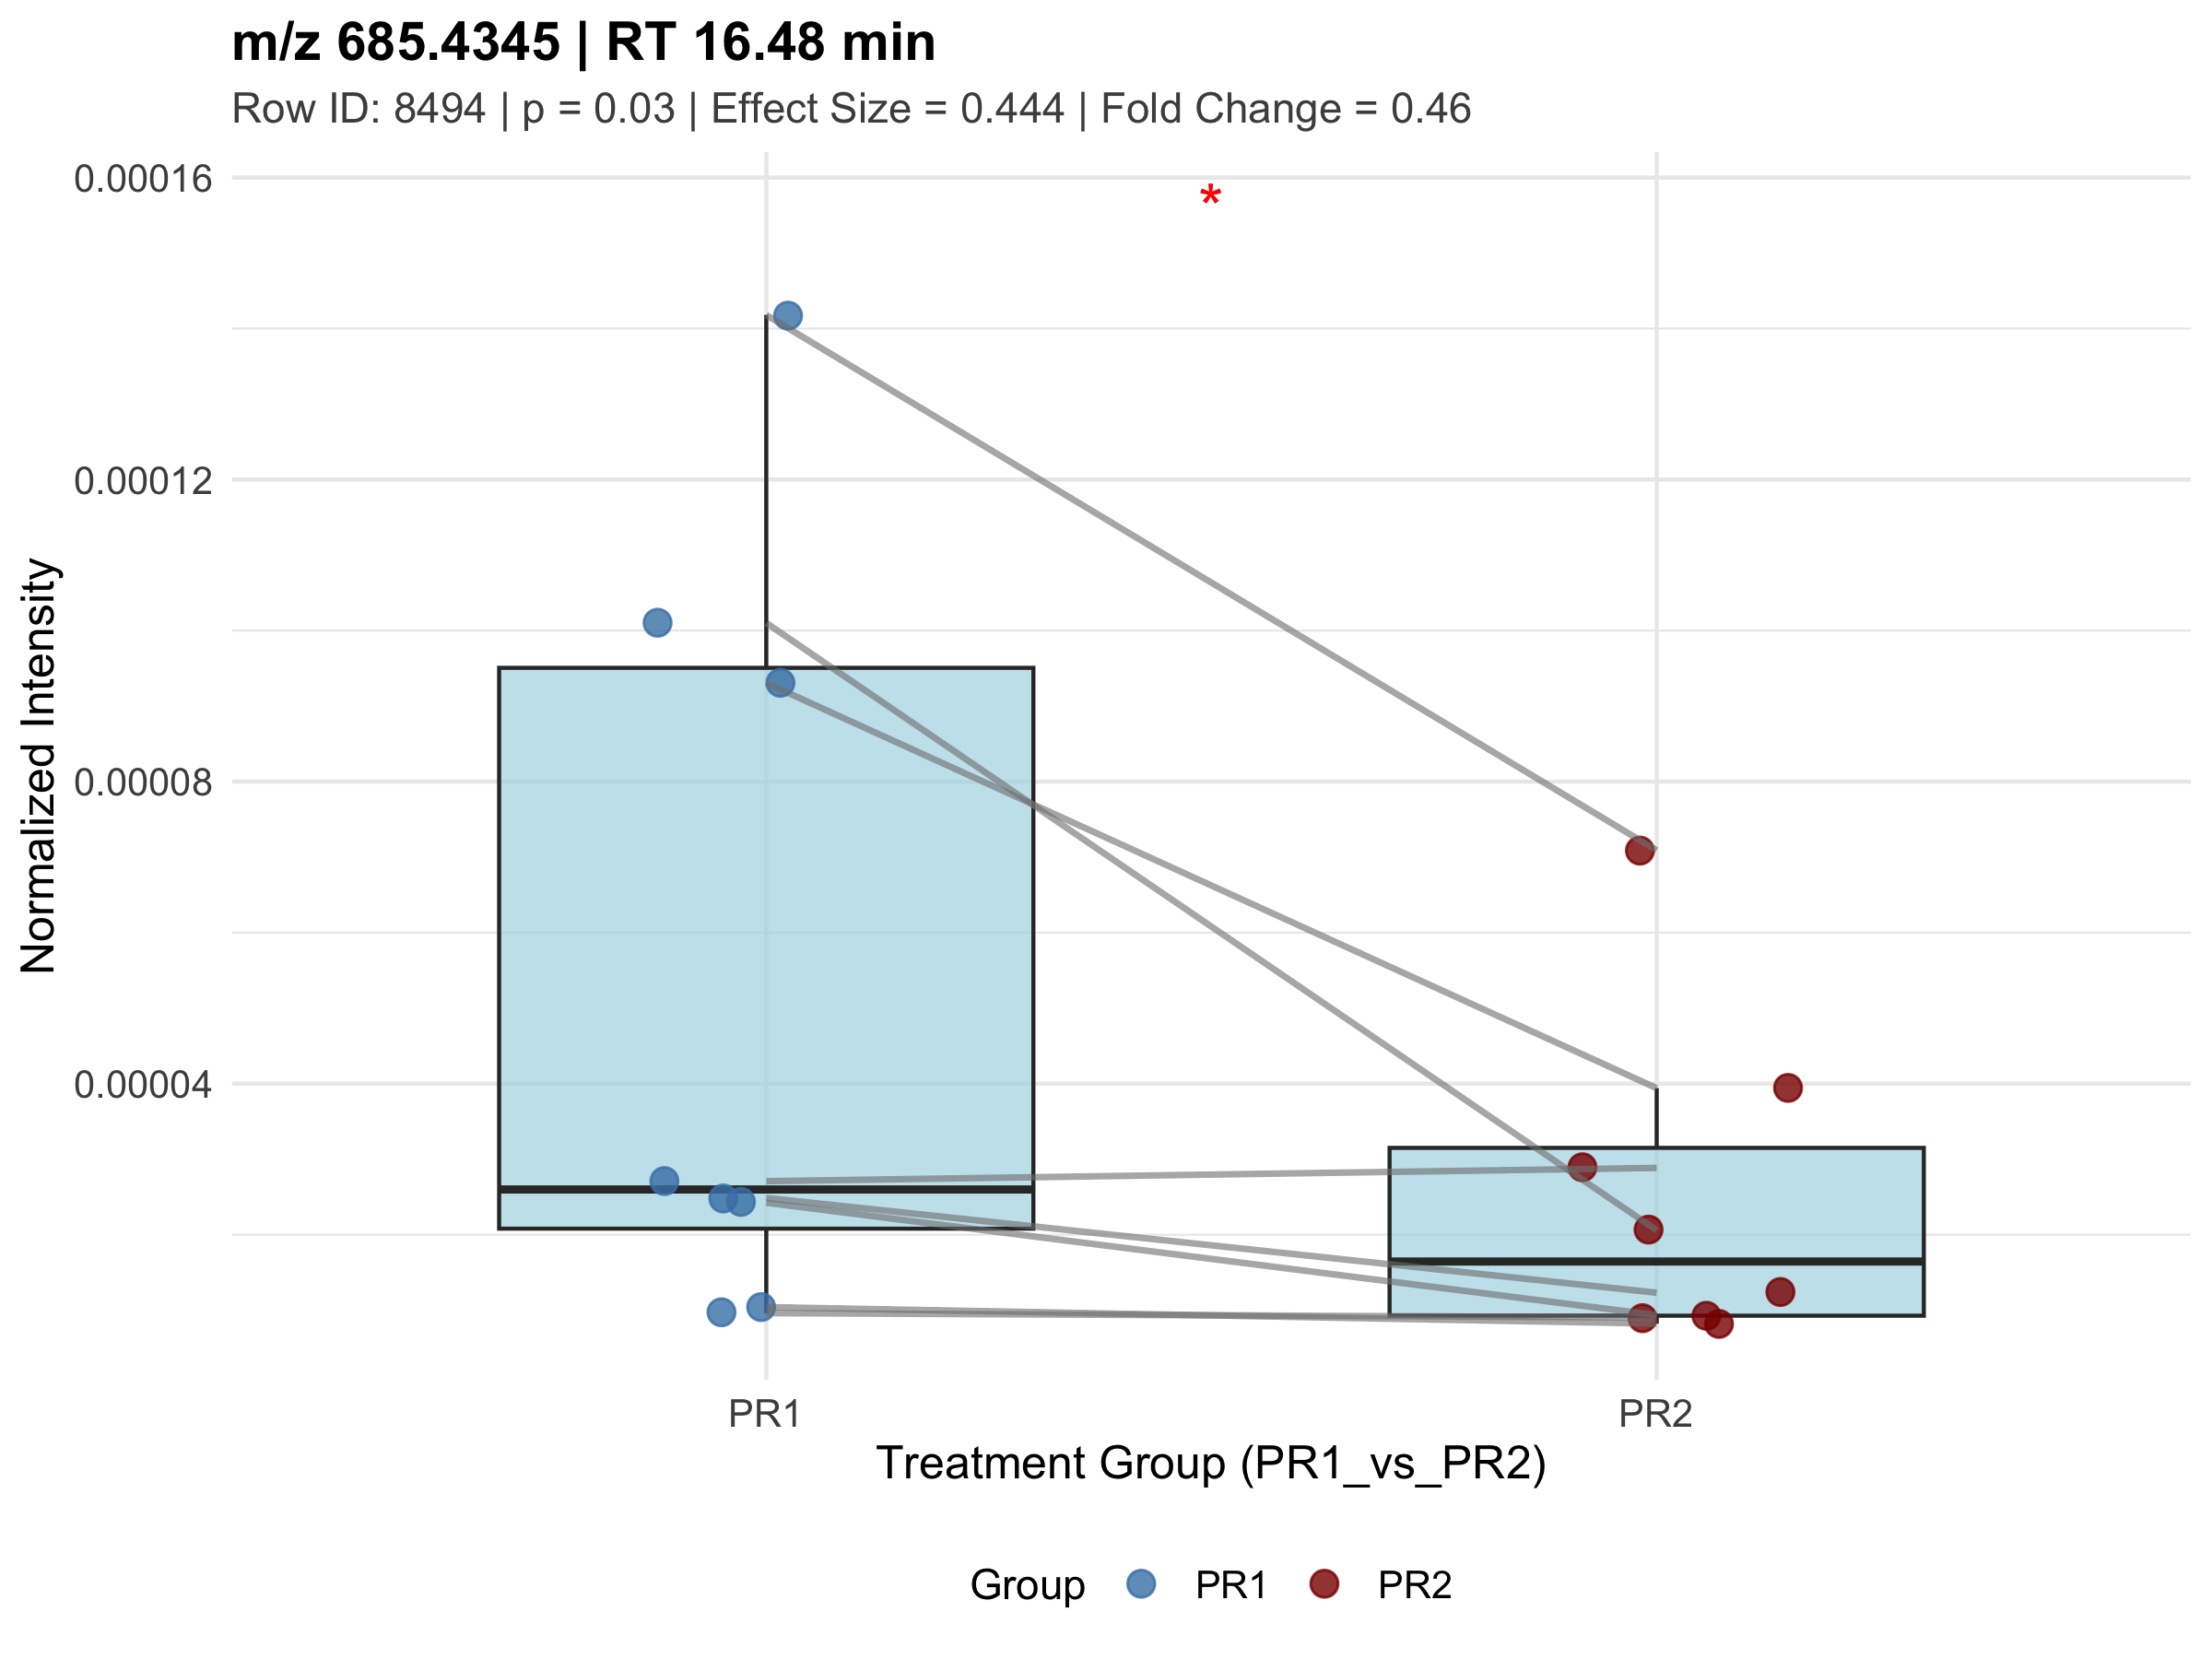 m/z 685.4345 | RT 16.48 min
Row ID: 8494 | p = 0.03 | Effect Size = 0.444 | Fold Change = 0.46
*
0.00016
0.00012
0.00008
0.00004
Normalized Intensity
PR1
PR2
Treatment Group (PR1_vs_PR2)
Group PR1 PR2